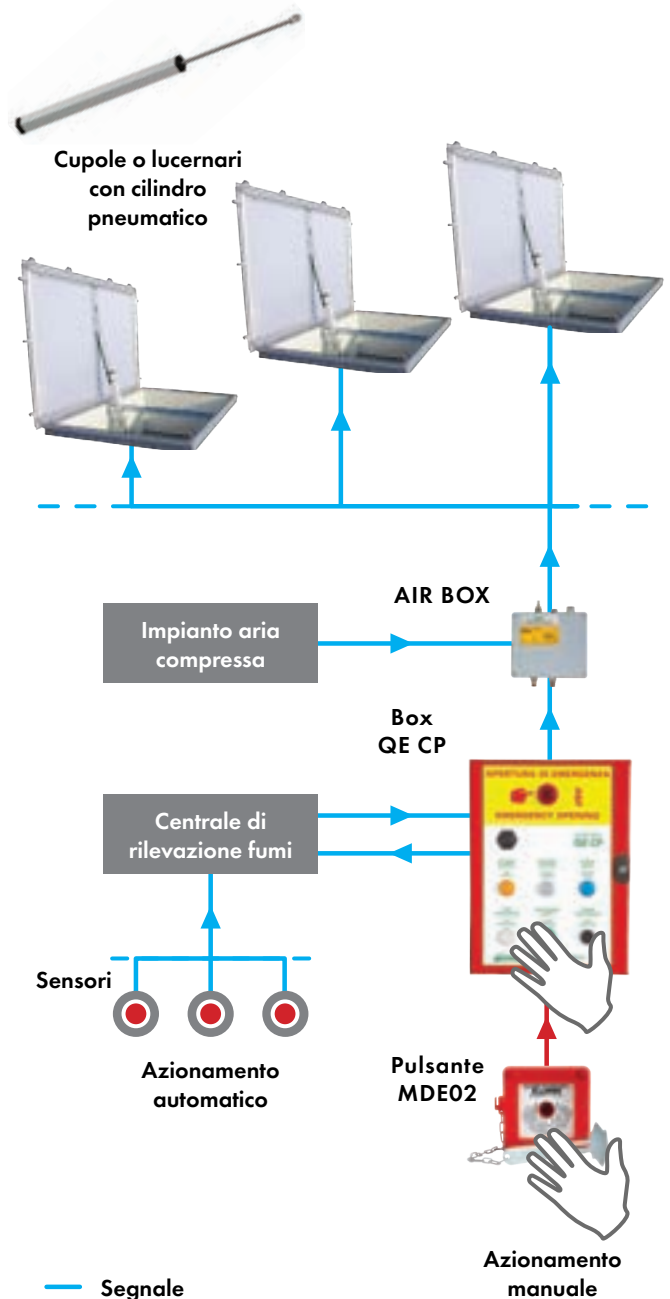 Cupole o lucernari
con cilindro
pneumatico
AIR BOX
Impianto aria
compressa
Box
QE CP
APERTURA DI EMERGENZA
EMERGENCY OPENING
QE CP
Centrale di
rilevazione fumi
Sensori
Azionamento
automatico
Pulsante
MDE02
Azionamento
manuale
Segnale